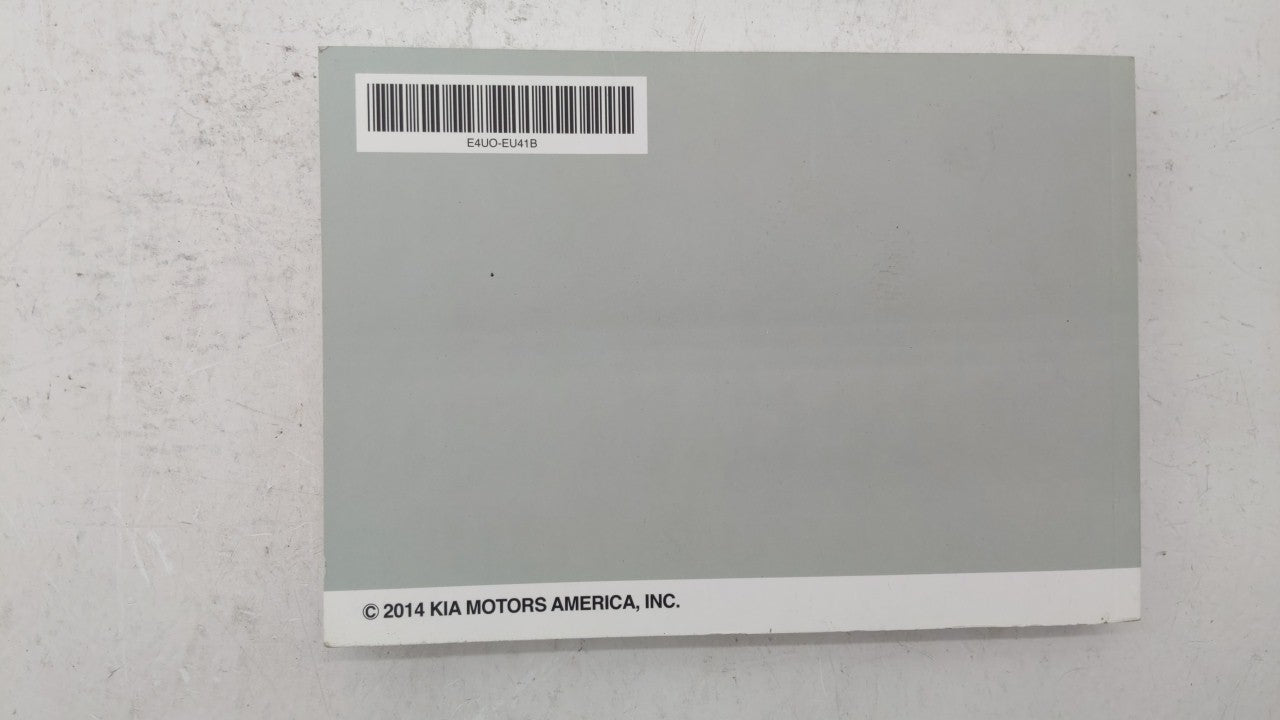 E4UO-EU41B
© 2014 KIA MOTORS AMERICA, INC.